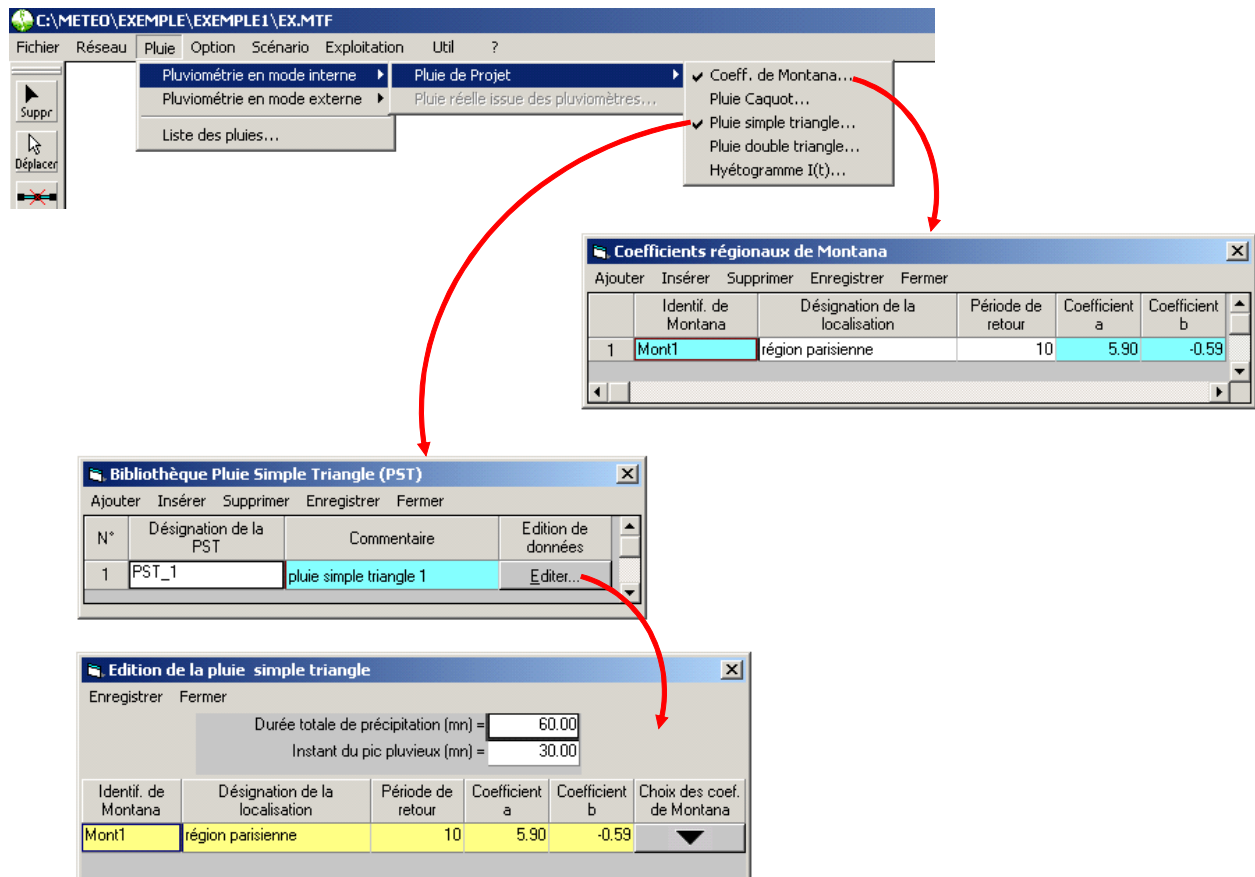 C:\METEO\EXEMPLE\EXEMPLE1\EX.MTF
Fichier Réseau Pluie Option Scénario Exploitation Util ?
Suppr
Déplacer
Pluviométrie en mode interne
Pluviométrie en mode externe
Liste des pluies...
Pluie de Projet
Pluie réelle issue des pluviomètres...
Coeff. de Montana...
Pluie Caquot...
Pluie simple triangle...
Pluie double triangle...
Hyétogramme I(t)...
Coefficients régionaux de Montana
Ajouter Insérer Supprimer Enregistrer Fermer
Identif. de Montana Désignation de la localisation Période de retour Coefficient a Coefficient b
1 Mont1 région parisienne 10 5.90 -0.59
Bibliothèque Pluie Simple Triangle (PST)
Ajouter Insérer Supprimer Enregistrer Fermer
N° Désignation de la PST Commentaire Edition de données
1 PST_1 pluie simple triangle 1 Editer...
Edition de la pluie simple triangle
Enregistrer Fermer
Durée totale de précipitation (mn) = 60.00
Instant du pic pluvieux (mn) = 30.00
Identif. de Montana Désignation de la localisation Période de retour Coefficient a Coefficient b Choix des coef. de Montana
Mont1 région parisienne 10 5.90 -0.59